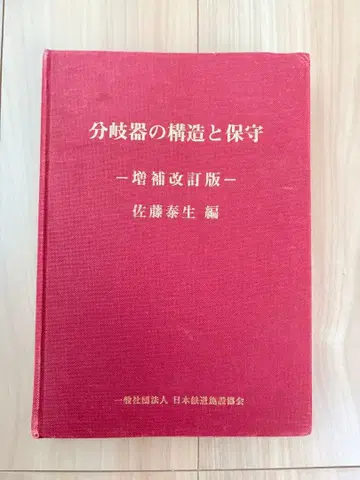 分岐器の構造と保守
－増補改訂版－
佐藤泰生 編
一般社団法人 日本鉄道施設協会